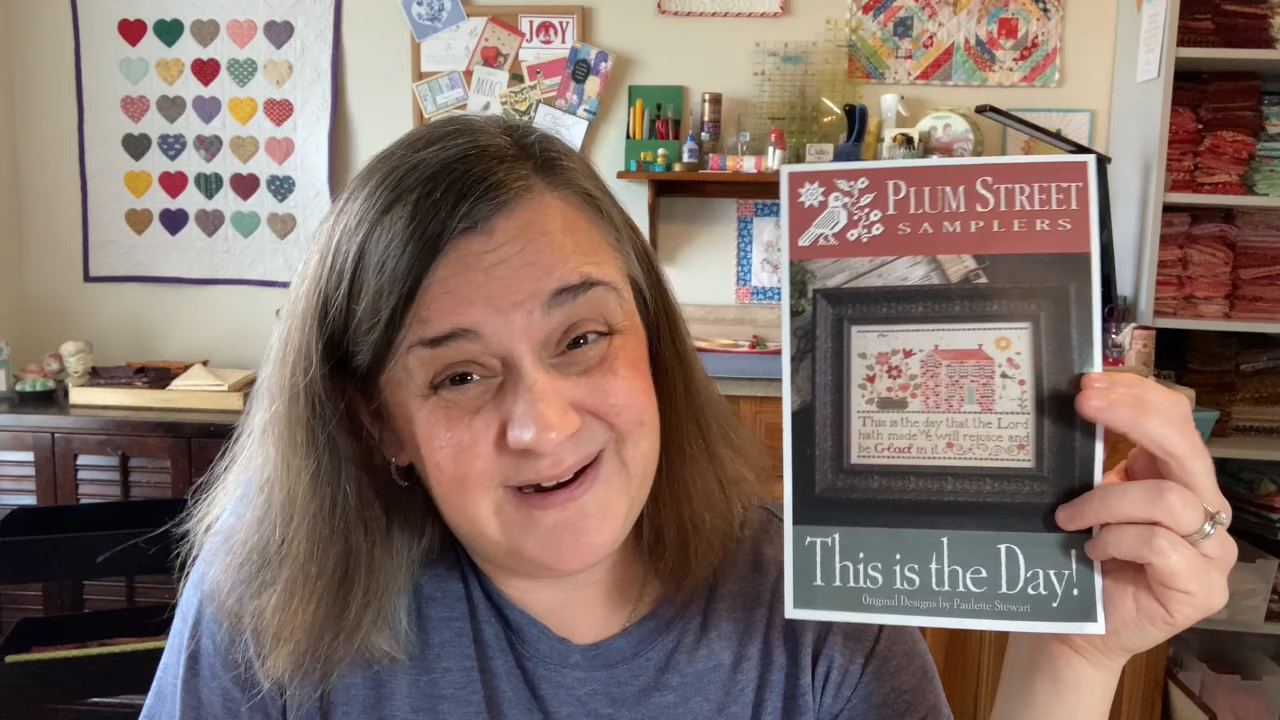 JOY
PLUM STREET
SAMPLERS
This is the day that the Lord
hath made We will rejoice and
be Glad in it
This is the Day!
Original Designs by Paulette Stewart